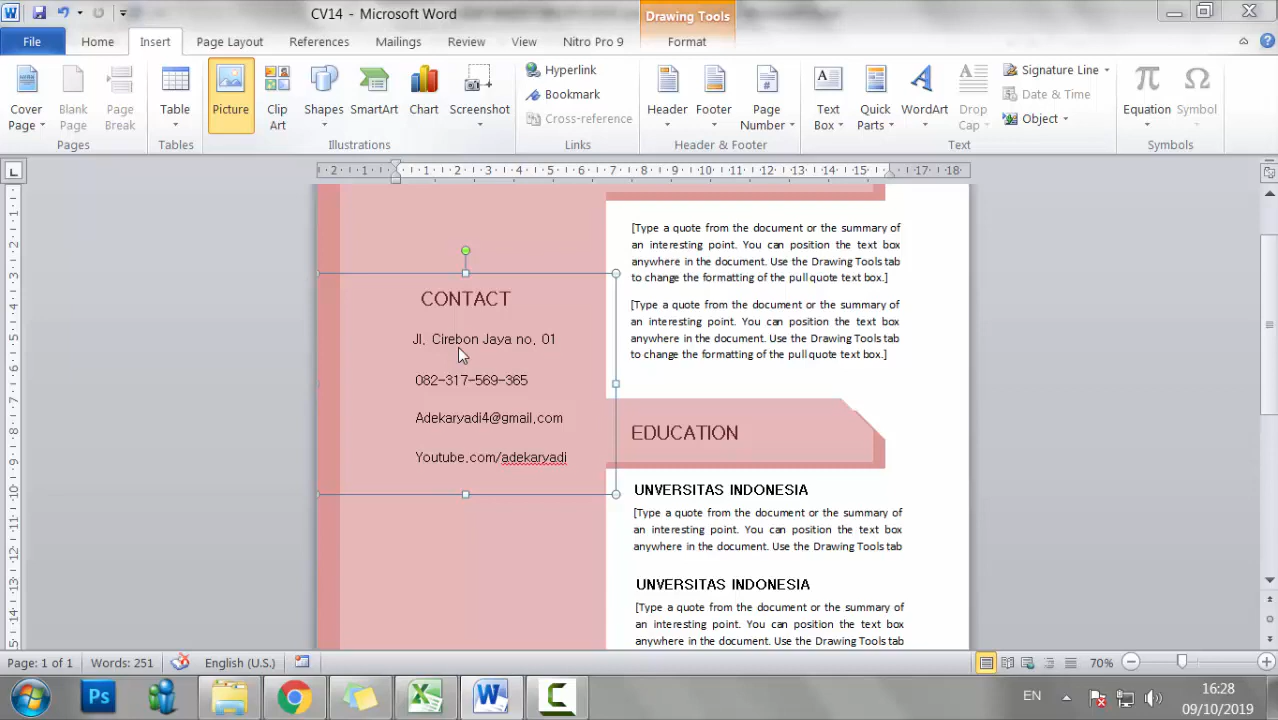 CV14 - Microsoft Word
Drawing Tools
File Home Insert Page Layout References Mailings Review View Nitro Pro 9 Format
Cover Page
Blank Page
Page Break
Table
Picture
Clip Art
Shapes
SmartArt
Chart
Screenshot
Hyperlink
Bookmark
Cross-reference
Header
Footer
Page Number
Text Box
Quick Parts
WordArt
Drop Cap
Signature Line
Date & Time
Object
Equation
Symbol
Pages Tables Illustrations Links Header & Footer Text Symbols
CONTACT
Jl. Cirebon Jaya no. 01
082-317-569-365
Adekaryadi4@gmail.com
Youtube.com/adekaryadi
[Type a quote from the document or the summary of
an interesting point. You can position the text box
anywhere in the document. Use the Drawing Tools tab
to change the formatting of the pull quote text box.]
[Type a quote from the document or the summary of
an interesting point. You can position the text box
anywhere in the document. Use the Drawing Tools tab
to change the formatting of the pull quote text box.]
EDUCATION
UNVERSITAS INDONESIA
[Type a quote from the document or the summary of
an interesting point. You can position the text box
anywhere in the document. Use the Drawing Tools tab
UNVERSITAS INDONESIA
[Type a quote from the document or the summary of
an interesting point. You can position the text box
anywhere in the document. Use the Drawing Tools tab
Page: 1 of 1 Words: 251 English (U.S.) 70%
EN 16:28
09/10/2019